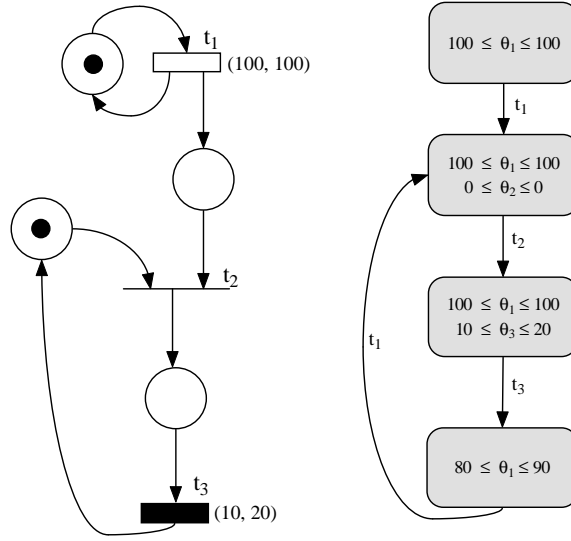 t₁
(100, 100)
t₂
t₃
(10, 20)
100 ≤ θ₁ ≤ 100
t₁
100 ≤ θ₁ ≤ 100
0 ≤ θ₂ ≤ 0
t₂
100 ≤ θ₁ ≤ 100
10 ≤ θ₃ ≤ 20
t₁
t₃
80 ≤ θ₁ ≤ 90